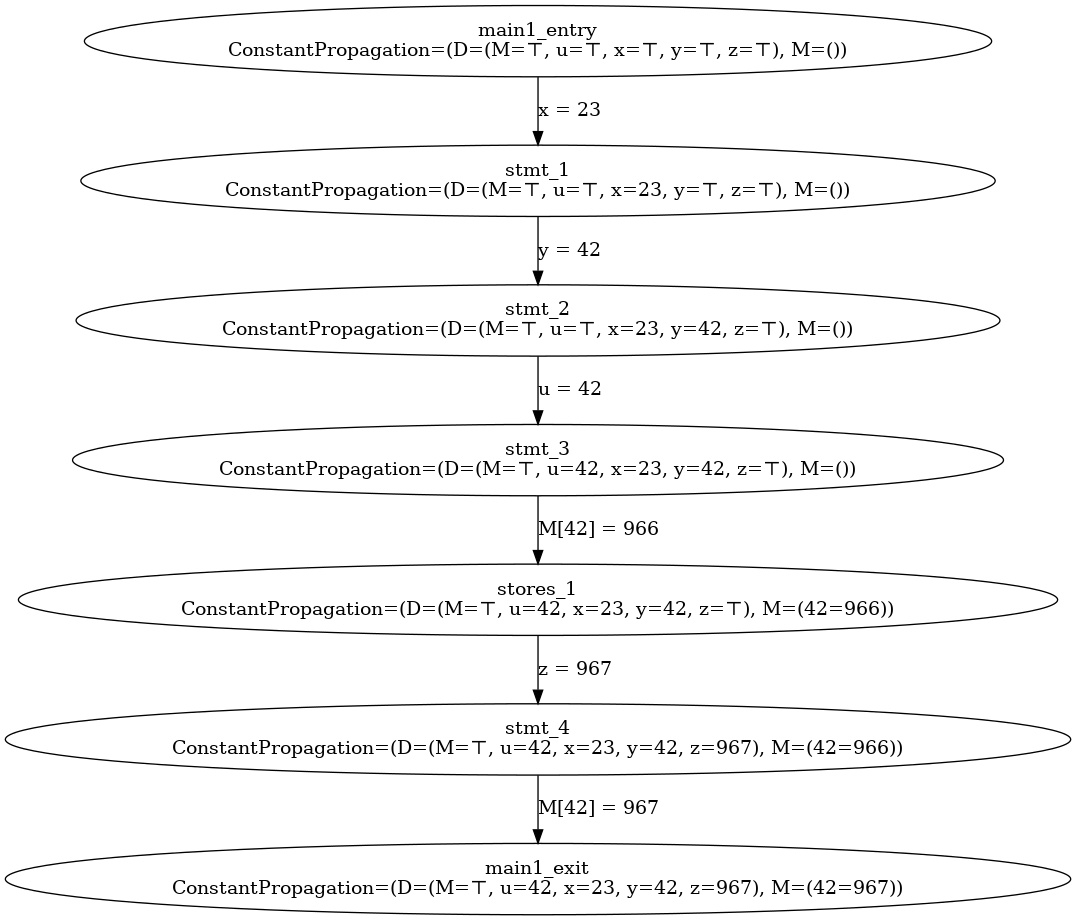 main1_entry
ConstantPropagation=(D=(M=⊤, u=⊤, x=⊤, y=⊤, z=⊤), M=())
x = 23
stmt_1
ConstantPropagation=(D=(M=⊤, u=⊤, x=23, y=⊤, z=⊤), M=())
y = 42
stmt_2
ConstantPropagation=(D=(M=⊤, u=⊤, x=23, y=42, z=⊤), M=())
u = 42
stmt_3
ConstantPropagation=(D=(M=⊤, u=42, x=23, y=42, z=⊤), M=())
M[42] = 966
stores_1
ConstantPropagation=(D=(M=⊤, u=42, x=23, y=42, z=⊤), M=(42=966))
z = 967
stmt_4
ConstantPropagation=(D=(M=⊤, u=42, x=23, y=42, z=967), M=(42=966))
M[42] = 967
main1_exit
ConstantPropagation=(D=(M=⊤, u=42, x=23, y=42, z=967), M=(42=967))